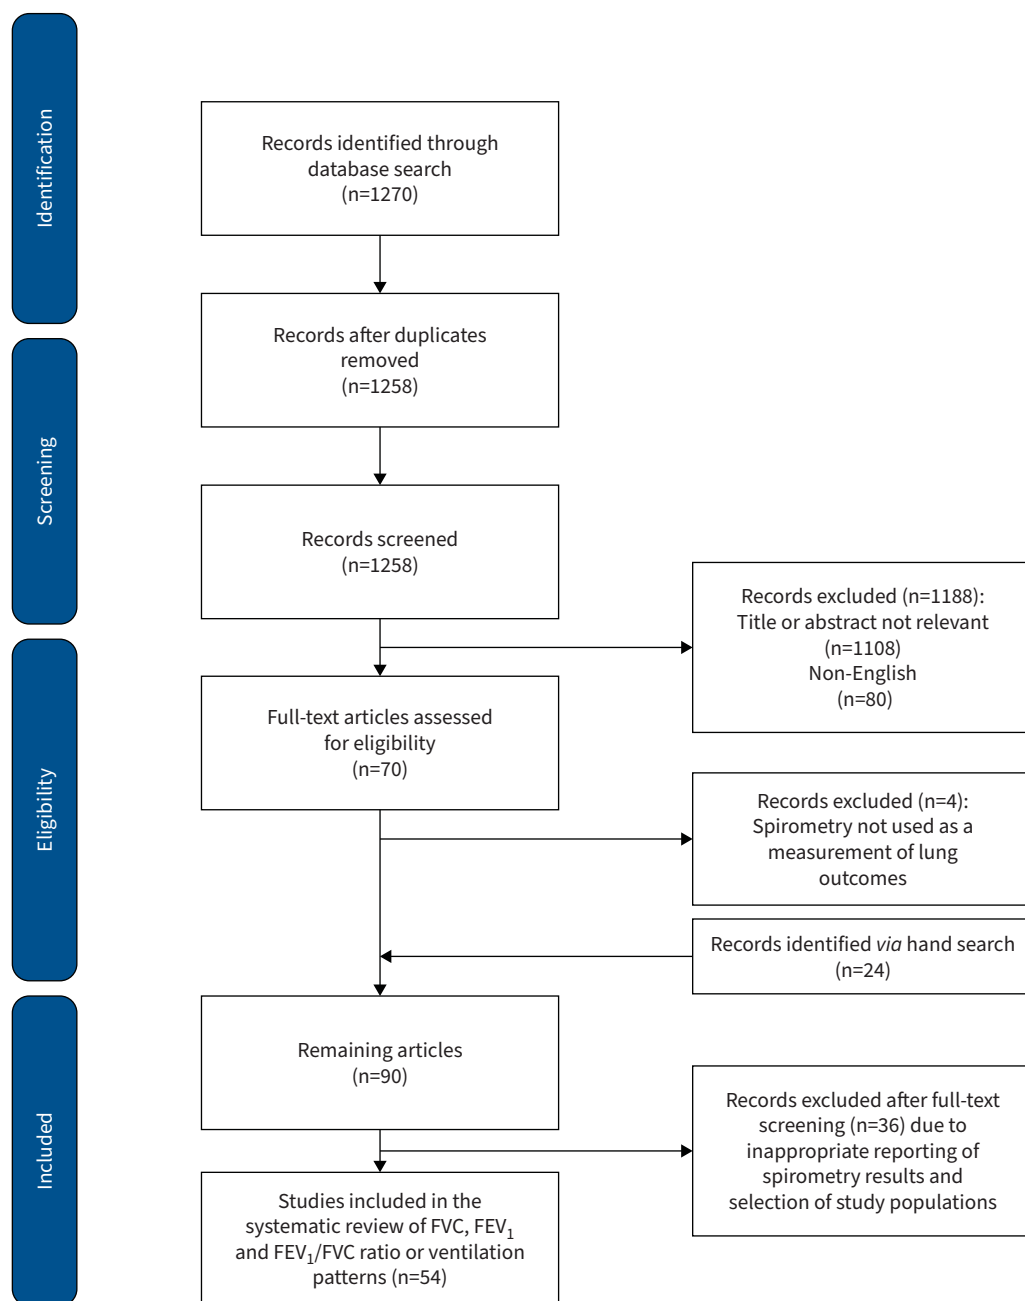 Identification
Records identified through
database search
(n=1270)
Records after duplicates
removed
(n=1258)
Screening
Records screened
(n=1258)
Records excluded (n=1188):
Title or abstract not relevant
(n=1108)
Non-English
(n=80)
Eligibility
Full-text articles assessed
for eligibility
(n=70)
Records excluded (n=4):
Spirometry not used as a
measurement of lung
outcomes
Records identified via hand search
(n=24)
Included
Remaining articles
(n=90)
Records excluded after full-text
screening (n=36) due to
inappropriate reporting of
spirometry results and
selection of study populations
Studies included in the
systematic review of FVC, FEV₁
and FEV₁/FVC ratio or ventilation
patterns (n=54)